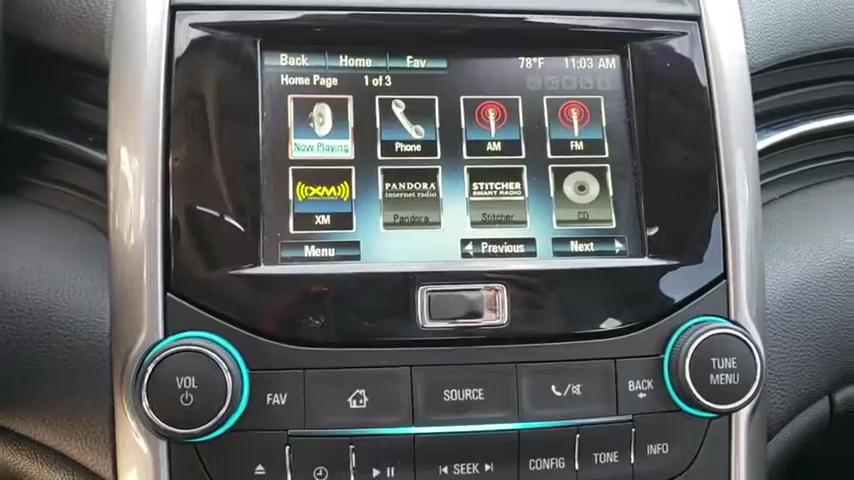 Back Home Fav 78°F 11:03 AM
Home Page 1 of 3
Now Playing Phone AM FM
((XM)) PANDORA internet radio STITCHER SMART RADIO
XM Pandora Stitcher CD
Menu Previous Next
VOL FAV SOURCE BACK TUNE MENU
SEEK CONFIG TONE INFO